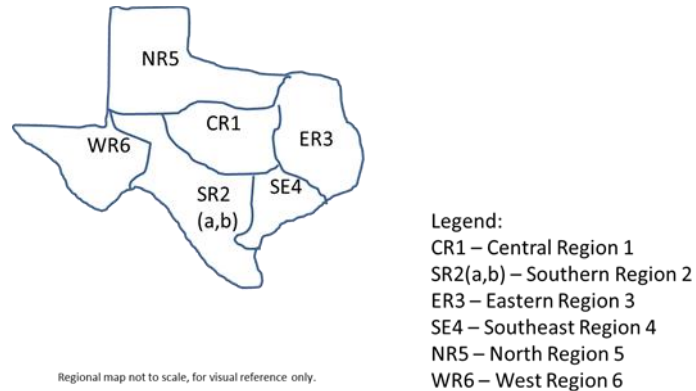 NR5
CR1
ER3
WR6
SR2
(a,b)
SE4
Legend:
CR1 – Central Region 1
SR2(a,b) – Southern Region 2
ER3 – Eastern Region 3
SE4 – Southeast Region 4
NR5 – North Region 5
WR6 – West Region 6
Regional map not to scale, for visual reference only.